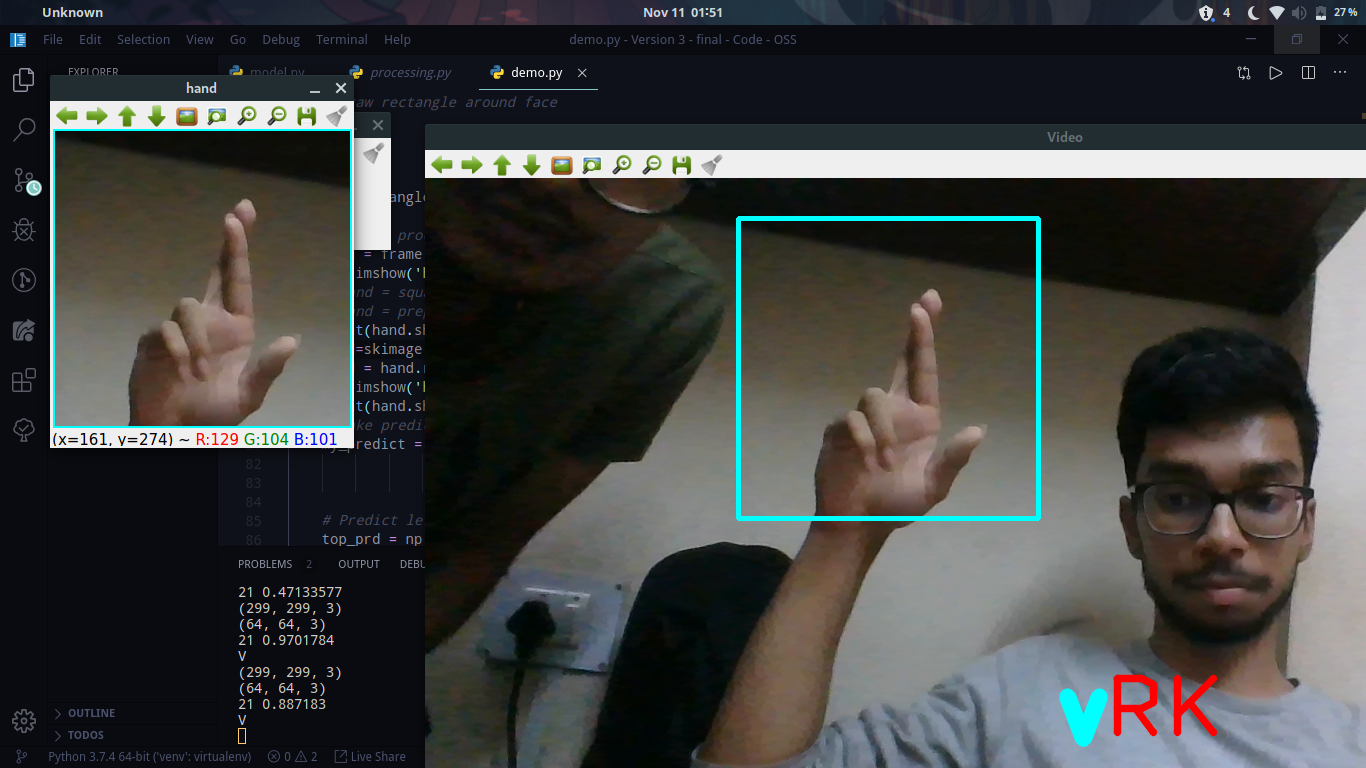 Unknown
Nov 11 01:51
4
27%
File Edit Selection View Go Debug Terminal Help
demo.py - Version 3 - final - Code - OSS
EXPLORER
model.py
processing.py
demo.py
hand
aw rectangle around face
Video
angle
pro
= frame
imshow('h
nd = squ
nd = prep
t(hand.sh
=skimage
= hand.r
imshow('h
t(hand.sh
ke predic
y_predict =
(x=161, y=274) ~ R:129 G:104 B:101
82
83
84
85 # Predict le
86 top_prd = np
PROBLEMS 2 OUTPUT DEBU
21 0.47133577
(299, 299, 3)
(64, 64, 3)
21 0.9701784
V
(299, 299, 3)
(64, 64, 3)
21 0.887183
V
VRK
OUTLINE
TODOS
Python 3.7.4 64-bit ('venv': virtualenv) 0 2 Live Share